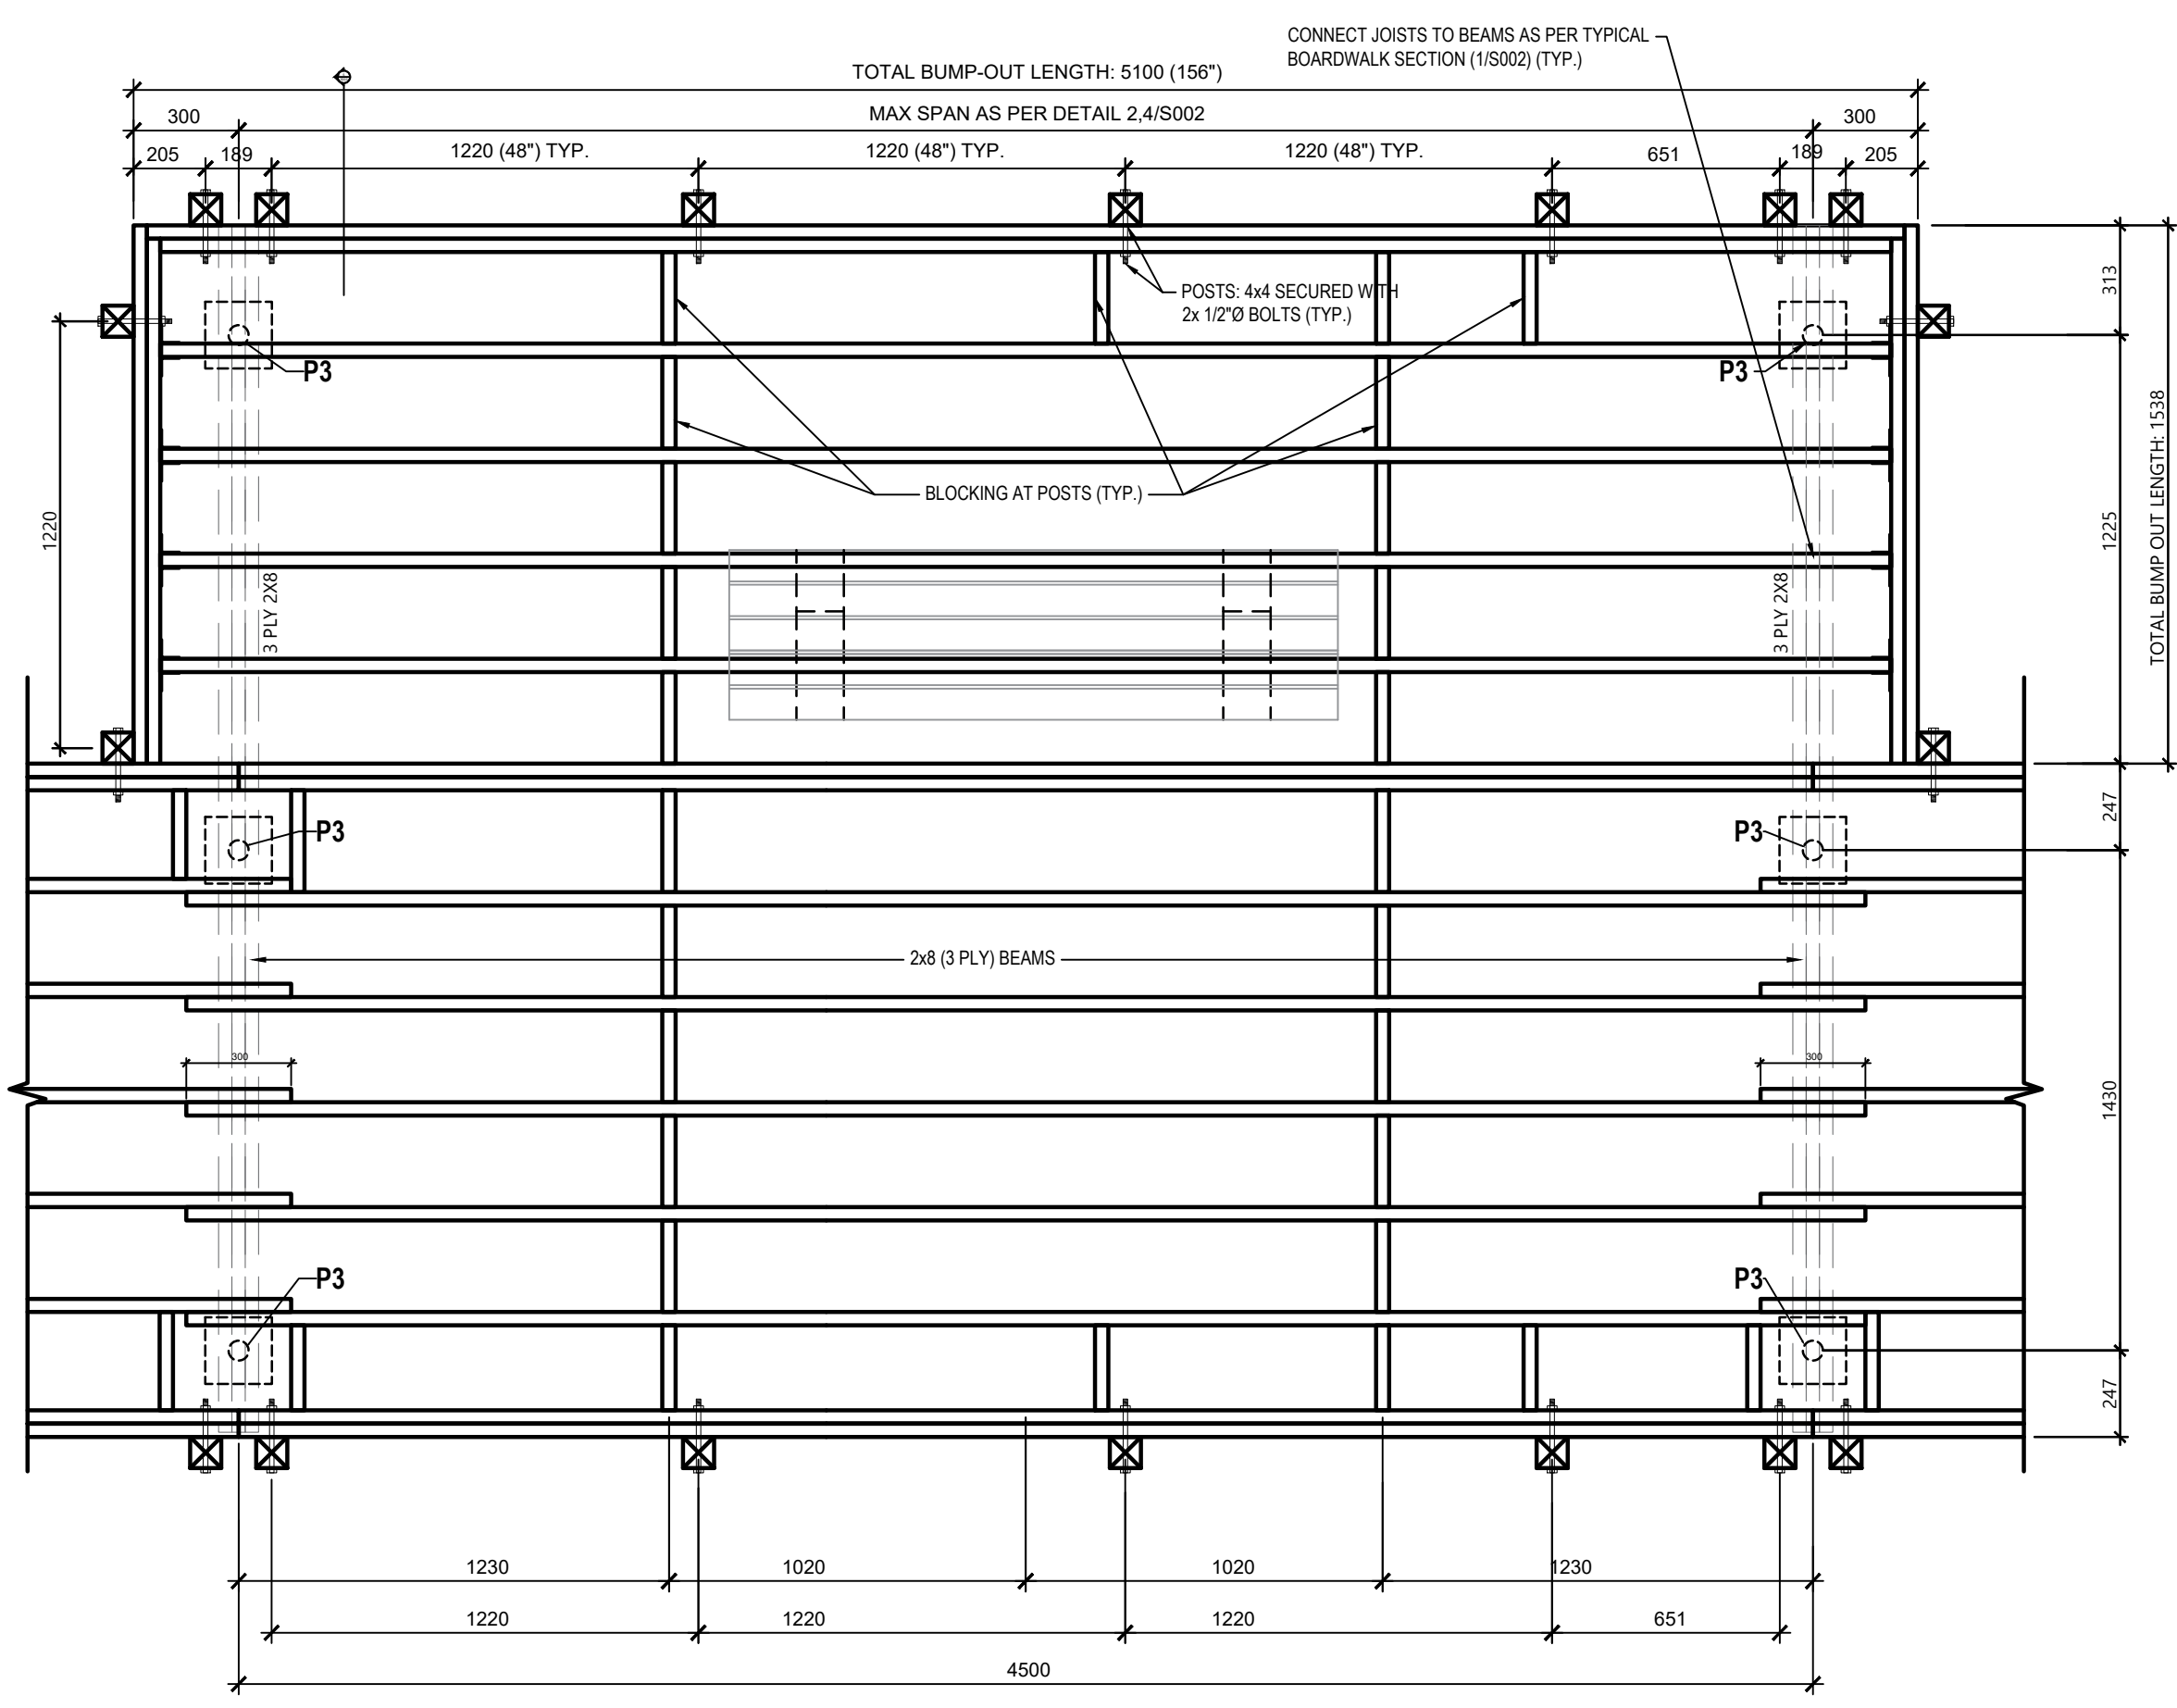 CONNECT JOISTS TO BEAMS AS PER TYPICAL
BOARDWALK SECTION (1/S002) (TYP.)
TOTAL BUMP-OUT LENGTH: 5100 (156")
MAX SPAN AS PER DETAIL 2,4/S002
300
300
205
189
1220 (48") TYP.
1220 (48") TYP.
1220 (48") TYP.
651
189
205
POSTS: 4x4 SECURED WITH
2x 1/2"Ø BOLTS (TYP.)
313
P3
P3
TOTAL BUMP OUT LENGTH: 1538
BLOCKING AT POSTS (TYP.)
1220
1225
3 PLY 2X8
3 PLY 2X8
247
P3
P3
2x8 (3 PLY) BEAMS
300
300
1430
P3
P3
247
1230
1020
1020
1230
1220
1220
1220
651
4500